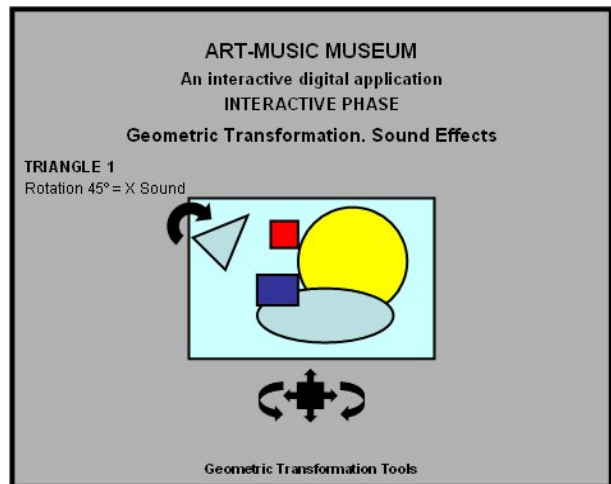 ART-MUSIC MUSEUM
An interactive digital application
INTERACTIVE PHASE
Geometric Transformation. Sound Effects
TRIANGLE 1
Rotation 45º = X Sound
Geometric Transformation Tools